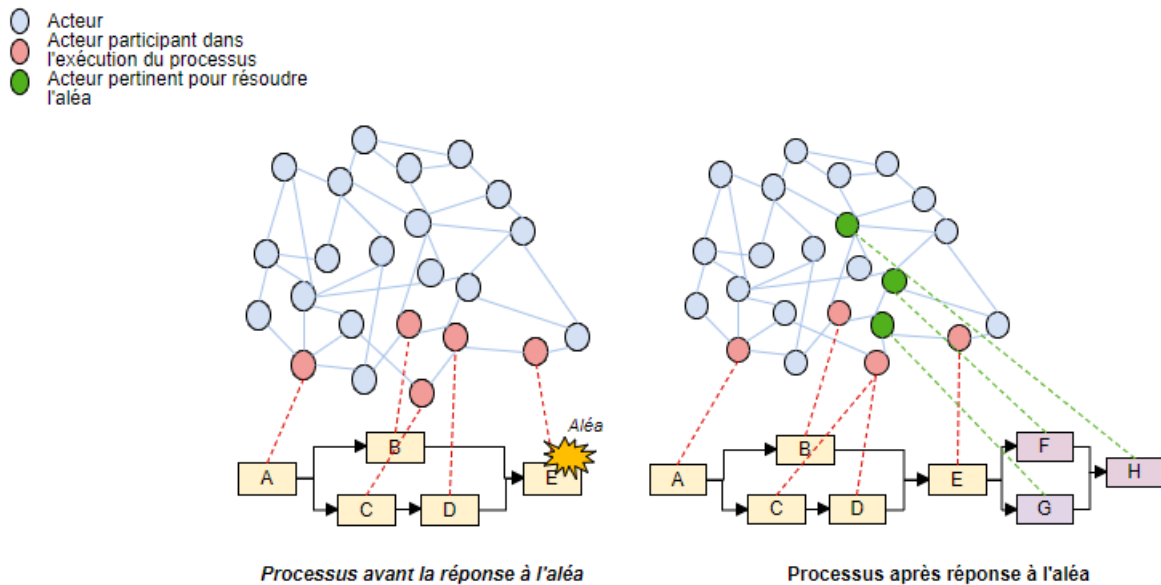 Acteur
Acteur participant dans
l'exécution du processus
Acteur pertinent pour résoudre
l'aléa
Aléa
A
B
C
D
E
A
B
C
D
E
F
G
H
Processus avant la réponse à l'aléa
Processus après réponse à l'aléa